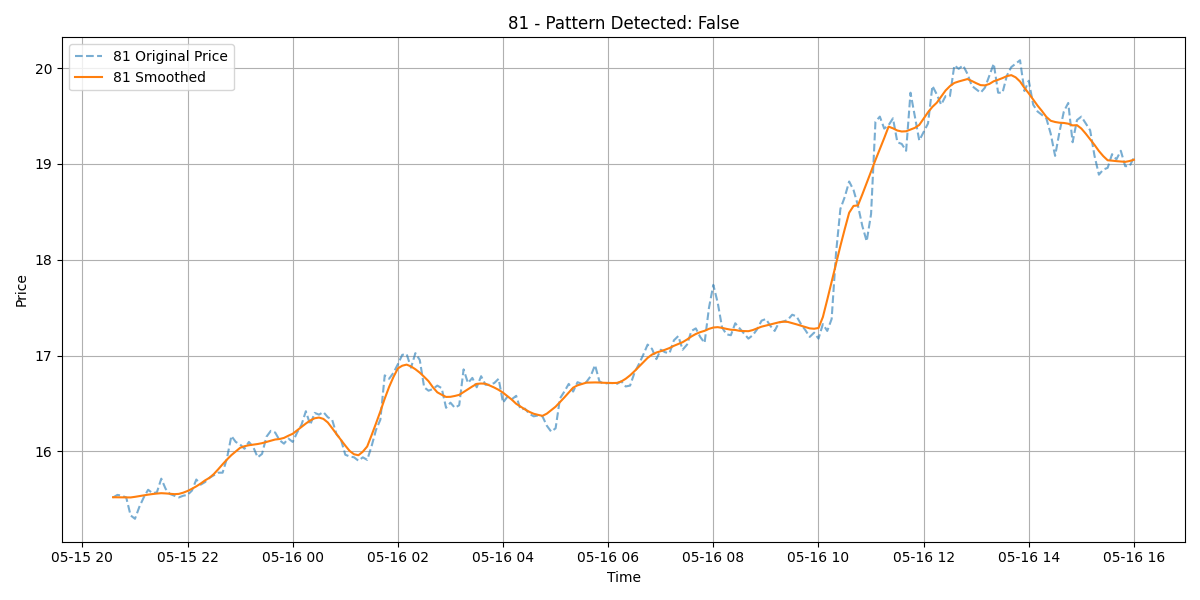 81 - Pattern Detected: False
81 Original Price
81 Smoothed
Price
20
19
18
17
16
05-15 20 05-15 22 05-16 00 05-16 02 05-16 04 05-16 06 05-16 08 05-16 10 05-16 12 05-16 14 05-16 16
Time